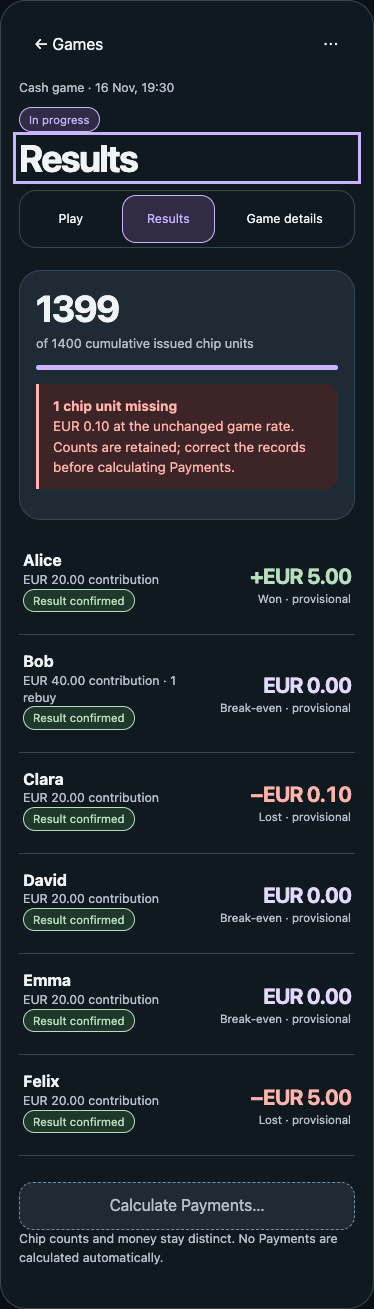 ← Games
...
Cash game · 16 Nov, 19:30
In progress
Results
Play
Results
Game details
1399
of 1400 cumulative issued chip units
1 chip unit missing
EUR 0.10 at the unchanged game rate.
Counts are retained; correct the records
before calculating Payments.
Alice
EUR 20.00 contribution
Result confirmed
+EUR 5.00
Won · provisional
Bob
EUR 40.00 contribution · 1
rebuy
Result confirmed
EUR 0.00
Break-even · provisional
Clara
EUR 20.00 contribution
Result confirmed
−EUR 0.10
Lost · provisional
David
EUR 20.00 contribution
Result confirmed
EUR 0.00
Break-even · provisional
Emma
EUR 20.00 contribution
Result confirmed
EUR 0.00
Break-even · provisional
Felix
EUR 20.00 contribution
Result confirmed
−EUR 5.00
Lost · provisional
Calculate Payments...
Chip counts and money stay distinct. No Payments are
calculated automatically.